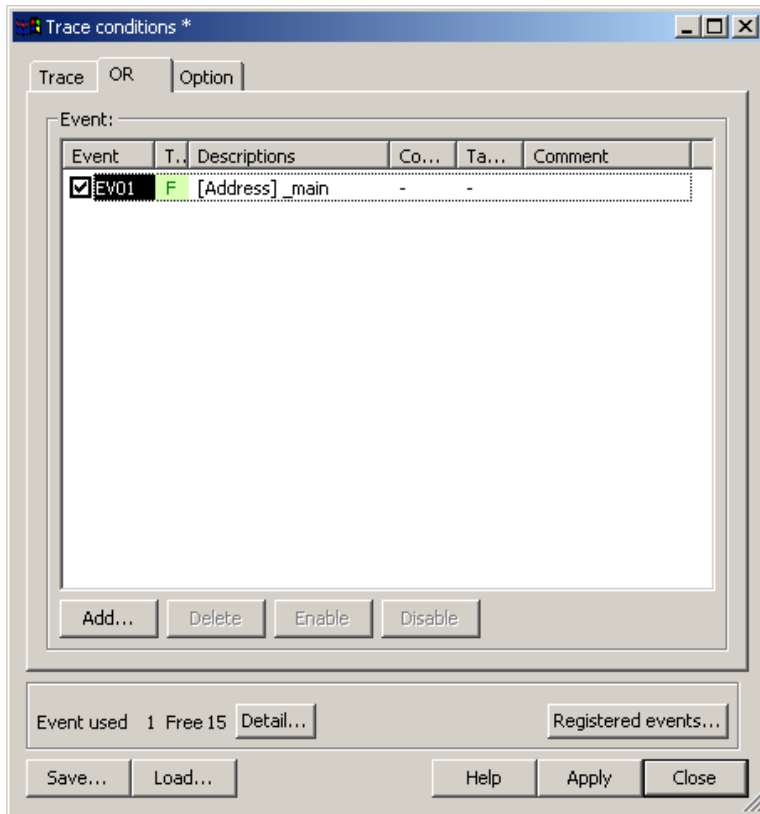 Trace conditions *
Trace OR Option
Event:
Event T.. Descriptions Co... Ta... Comment
EV01 F [Address] _main - -
Add... Delete Enable Disable
Event used 1 Free 15 Detail... Registered events...
Save... Load... Help Apply Close